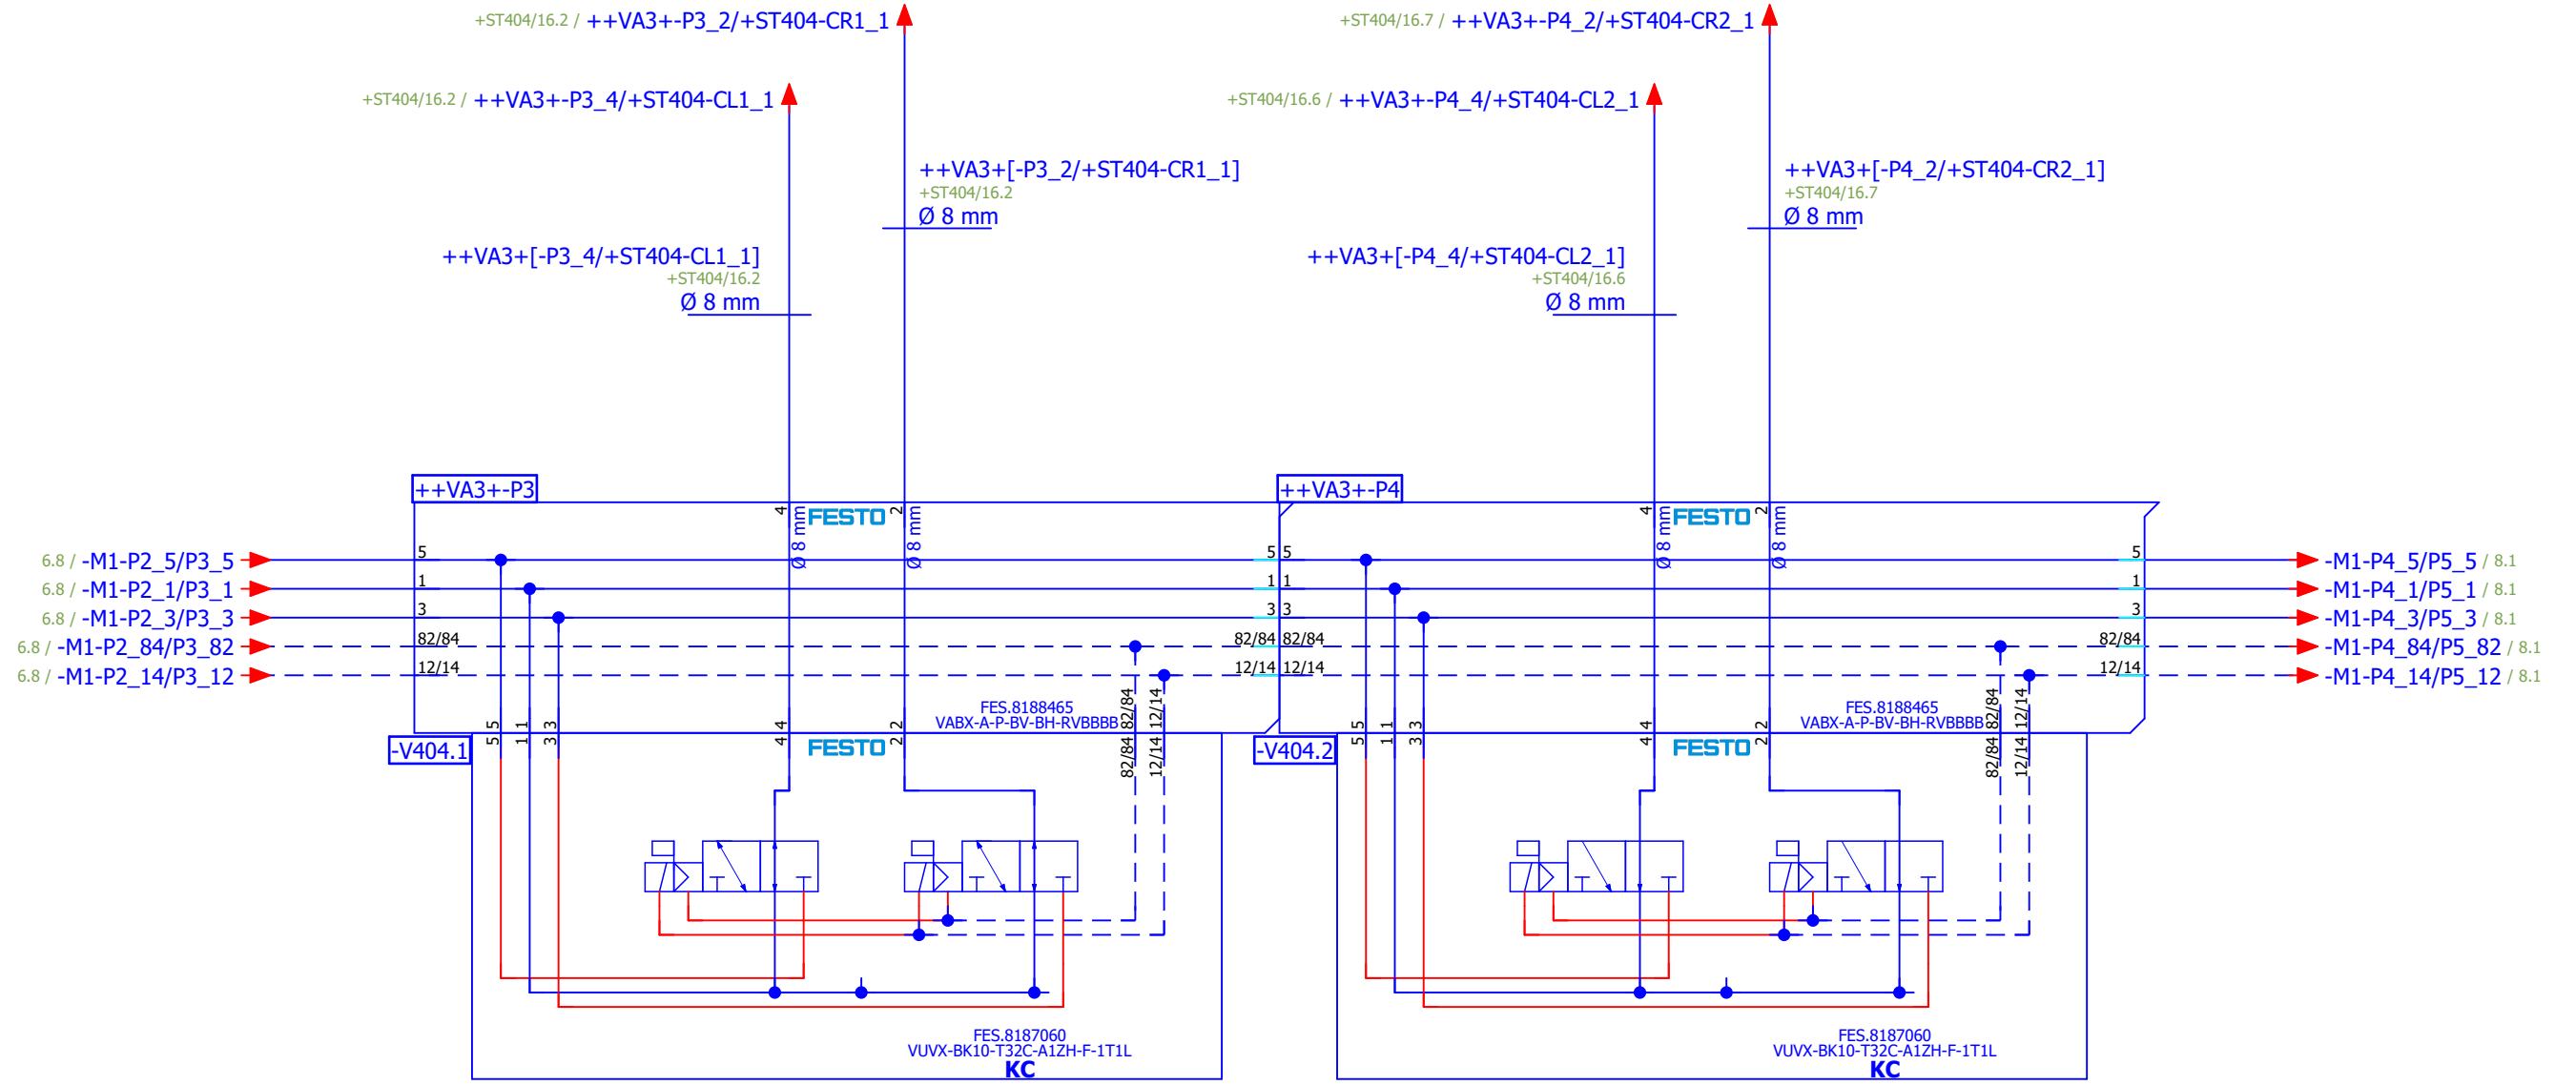 +ST404/16.2 / ++VA3+-P3_2/+ST404-CR1_1
+ST404/16.7 / ++VA3+-P4_2/+ST404-CR2_1
+ST404/16.2 / ++VA3+-P3_4/+ST404-CL1_1
+ST404/16.6 / ++VA3+-P4_4/+ST404-CL2_1
++VA3+[-P3_2/+ST404-CR1_1]
+ST404/16.2
Ø 8 mm
++VA3+[-P4_2/+ST404-CR2_1]
+ST404/16.7
Ø 8 mm
++VA3+[-P3_4/+ST404-CL1_1]
+ST404/16.2
Ø 8 mm
++VA3+[-P4_4/+ST404-CL2_1]
+ST404/16.6
Ø 8 mm
++VA3+-P3
++VA3+-P4
4
Ø 8 mm
FESTO
2
Ø 8 mm
4
Ø 8 mm
FESTO
2
Ø 8 mm
6.8 / -M1-P2_5/P3_5
5
5
5
5
-M1-P4_5/P5_5 / 8.1
6.8 / -M1-P2_1/P3_1
1
1
1
1
-M1-P4_1/P5_1 / 8.1
6.8 / -M1-P2_3/P3_3
3
3
3
3
-M1-P4_3/P5_3 / 8.1
6.8 / -M1-P2_84/P3_82
82/84
82/84
82/84
82/84
-M1-P4_84/P5_82 / 8.1
6.8 / -M1-P2_14/P3_12
12/14
12/14
12/14
12/14
-M1-P4_14/P5_12 / 8.1
5
1
3
4
2
FES.8188465
VABX-A-P-BV-BH-RVBBBB
82/84
12/14
5
1
3
4
2
FES.8188465
VABX-A-P-BV-BH-RVBBBB
82/84
12/14
-V404.1
5
1
3
4
FESTO
2
82/84
12/14
-V404.2
5
1
3
4
FESTO
2
82/84
12/14
FES.8187060
VUVX-BK10-T32C-A1ZH-F-1T1L
KC
FES.8187060
VUVX-BK10-T32C-A1ZH-F-1T1L
KC